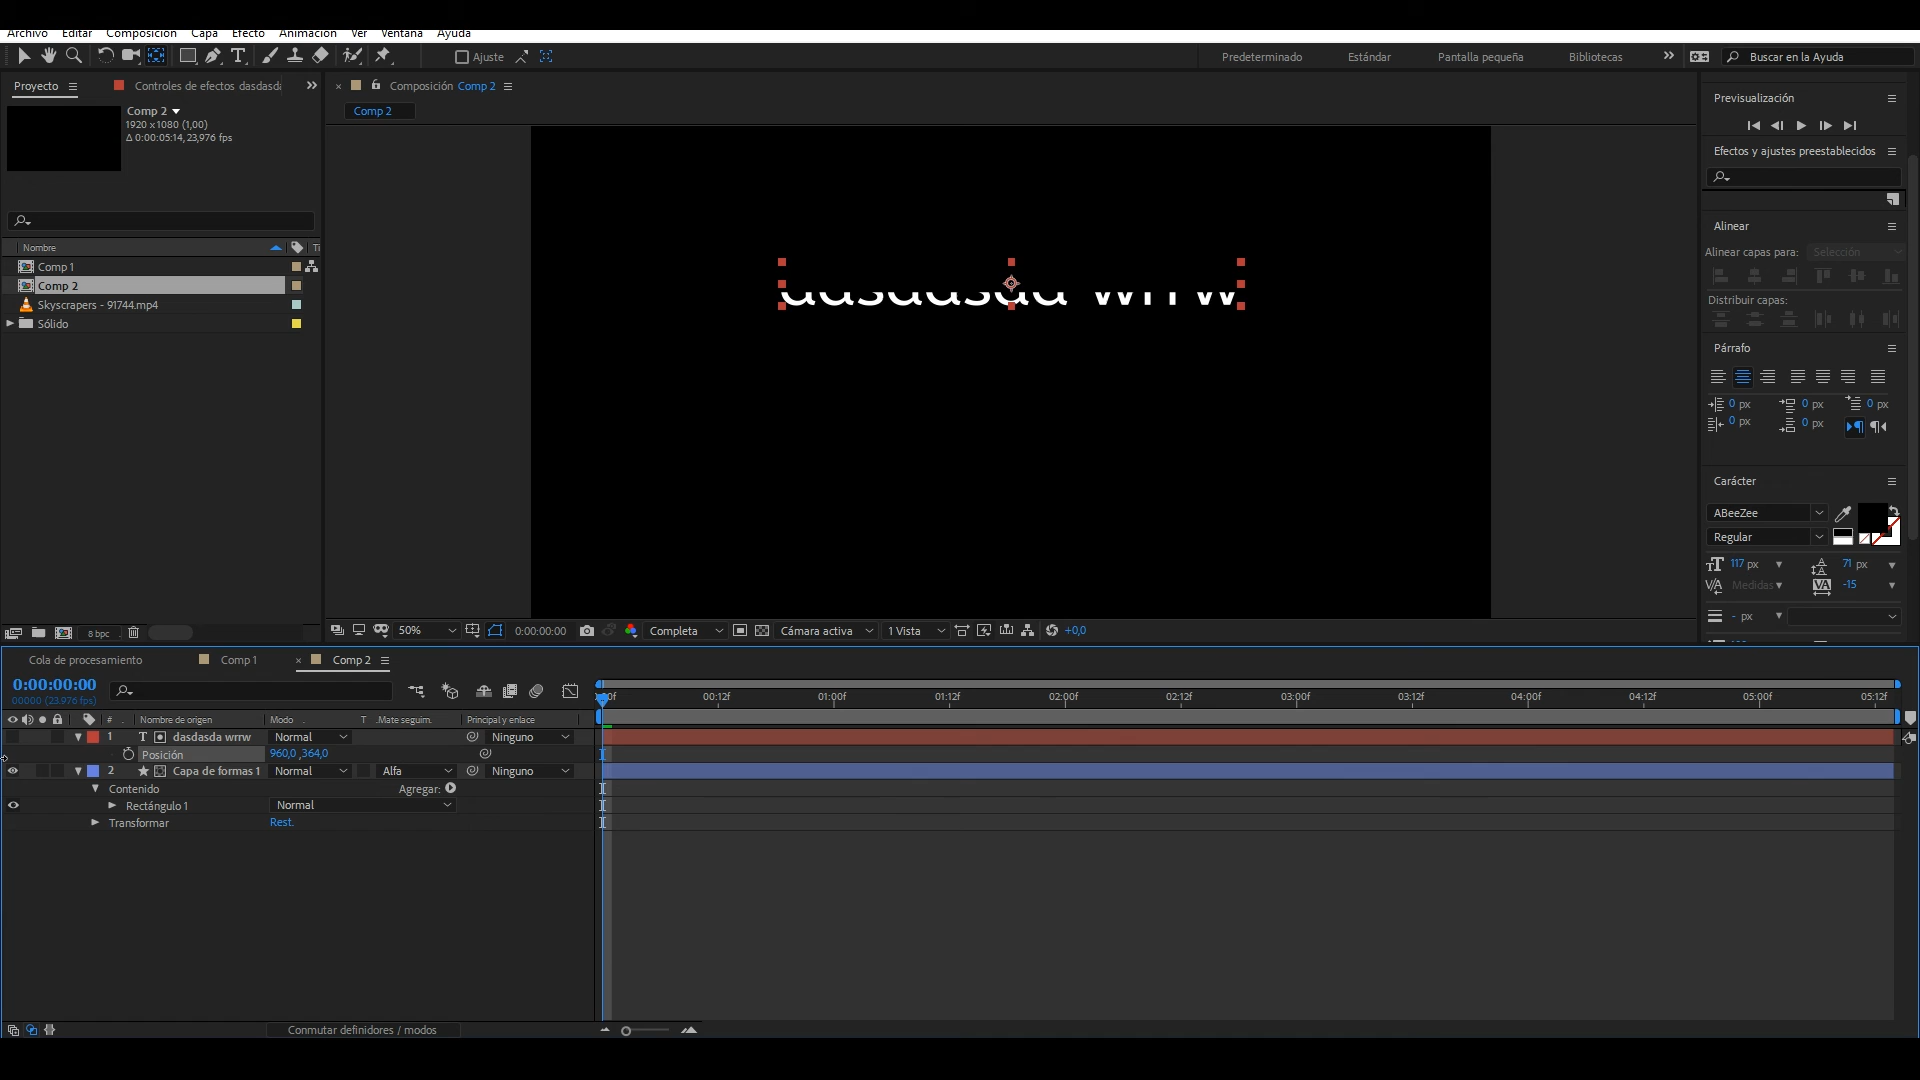 Archivo Editar Composición Capa Efecto Animación Ver Ventana Ayuda
Ajuste Predeterminado Estándar Pantalla pequeña Bibliotecas Buscar en la Ayuda
Proyecto Controles de efectos dasdasda
Composición Comp 2
Comp 2
Comp 2
1920 x1080 (1,00)
Δ 0:00:05:14, 23,976 fps
Nombre Ti
Comp 1
Comp 2
Skyscrapers - 91744.mp4
Sólido
8 bpc
dasdasda wrrw
50% 0:00:00:00 Completa Cámara activa 1 Vista +0,0
Previsualización
Efectos y ajustes preestablecidos
Alinear
Alinear capas para: Selección
Distribuir capas:
Párrafo
0 px 0 px 0 px
0 px 0 px
Carácter
ABeeZee
Regular
117 px 71 px
Medidas -15
- px
Cola de procesamiento Comp 1 Comp 2
0:00:00:00
00000 (23.976 fps)
:00f 00:12f 01:00f 01:12f 02:00f 02:12f 03:00f 03:12f 04:00f 04:12f 05:00f 05:12f
# Nombre de origen Modo T .Mate seguim. Principal y enlace
1 T dasdasda wrrw Normal Ninguno
Posición 960,0 ,364,0
2 Capa de formas 1 Normal Alfa Ninguno
Contenido Agregar:
Rectángulo 1 Normal
Transformar Rest.
Conmutar definidores / modos